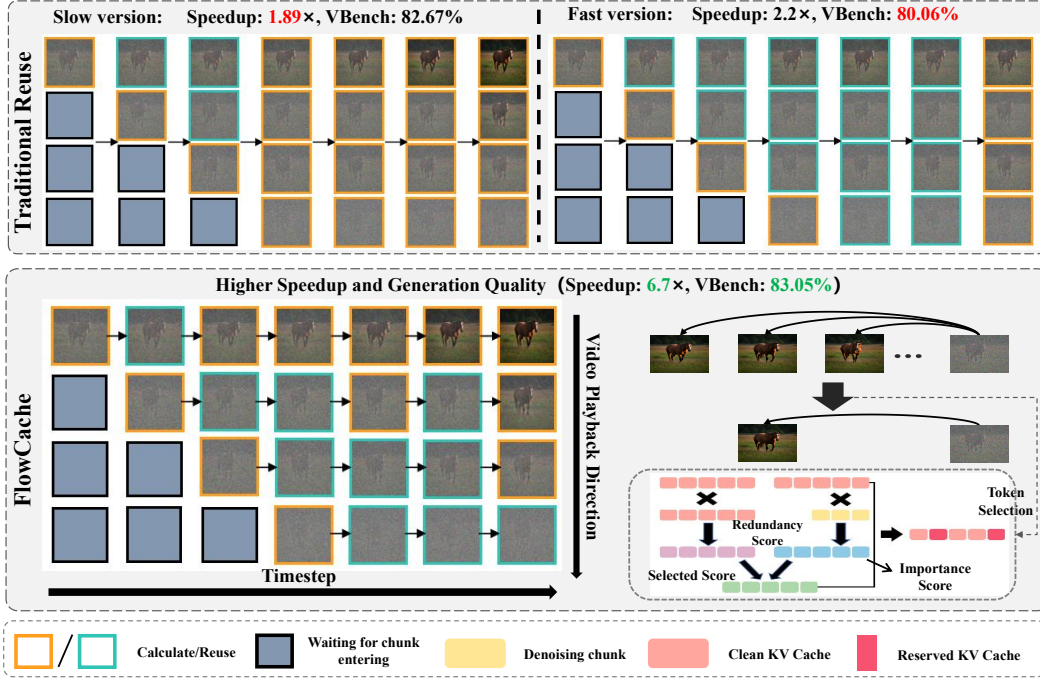 Slow version: Speedup: 1.89×, VBench: 82.67%
Fast version: Speedup: 2.2×, VBench: 80.06%
Traditional Reuse
Higher Speedup and Generation Quality (Speedup: 6.7×, VBench: 83.05%)
FlowCache
Video Playback Direction
Timestep
Token
Selection
Redundancy
Score
Selected Score
Importance
Score
Calculate/Reuse
Waiting for chunk
entering
Denoising chunk
Clean KV Cache
Reserved KV Cache